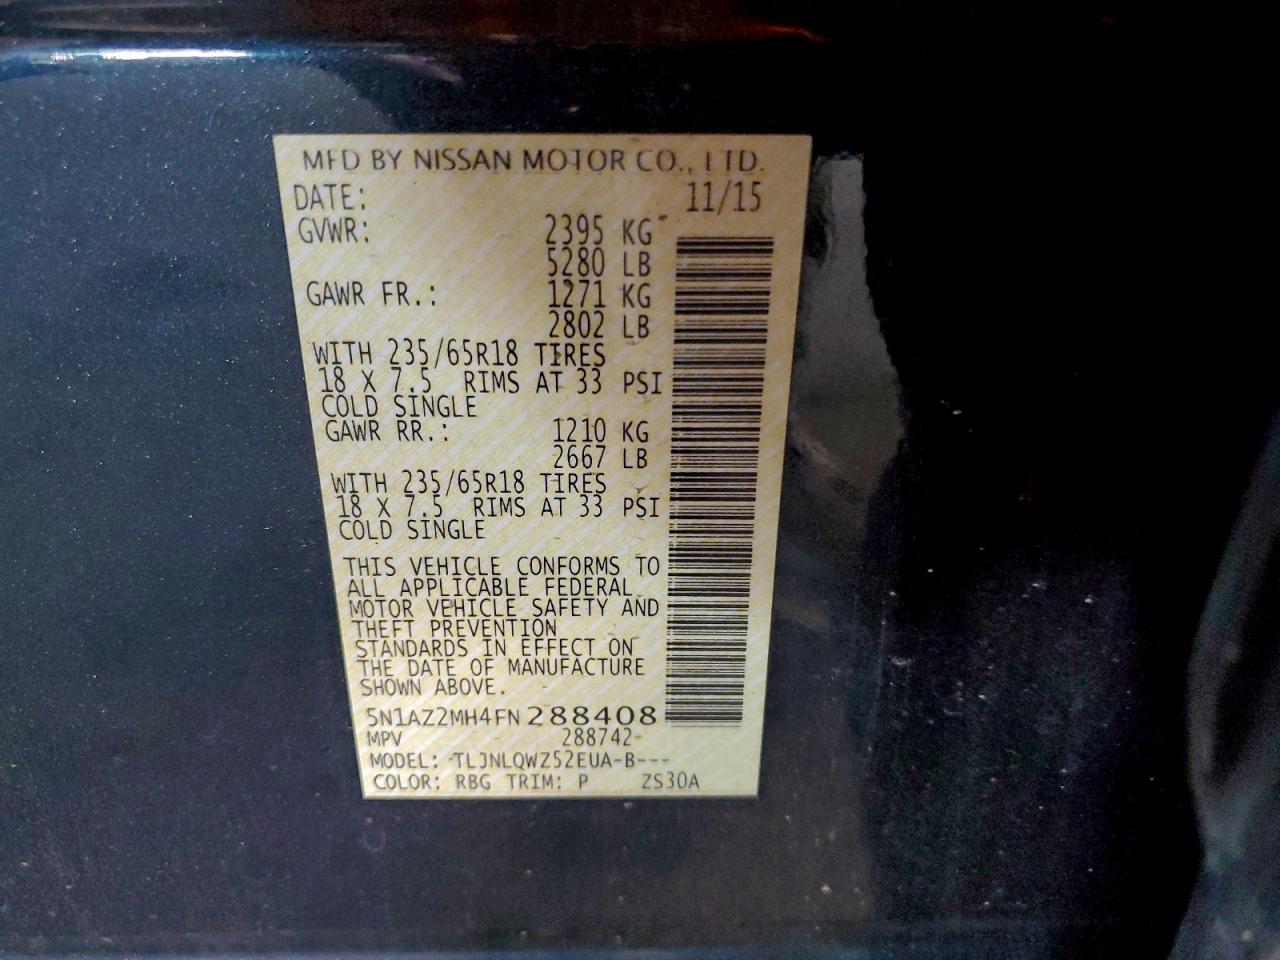 MFD BY NISSAN MOTOR CO., LTD.
DATE: 11/15
GVWR: 2395 KG
5280 LB
GAWR FR.: 1271 KG
2802 LB
WITH 235/65R18 TIRES
18 X 7.5 RIMS AT 33 PSI
COLD SINGLE
GAWR RR.: 1210 KG
2667 LB
WITH 235/65R18 TIRES
18 X 7.5 RIMS AT 33 PSI
COLD SINGLE
THIS VEHICLE CONFORMS TO
ALL APPLICABLE FEDERAL
MOTOR VEHICLE SAFETY AND
THEFT PREVENTION
STANDARDS IN EFFECT ON
THE DATE OF MANUFACTURE
SHOWN ABOVE.
5N1AZ2MH4FN288408
MPV 288742
MODEL: TLJNLQWZ52EUA-B---
COLOR: RBG TRIM: P ZS30A